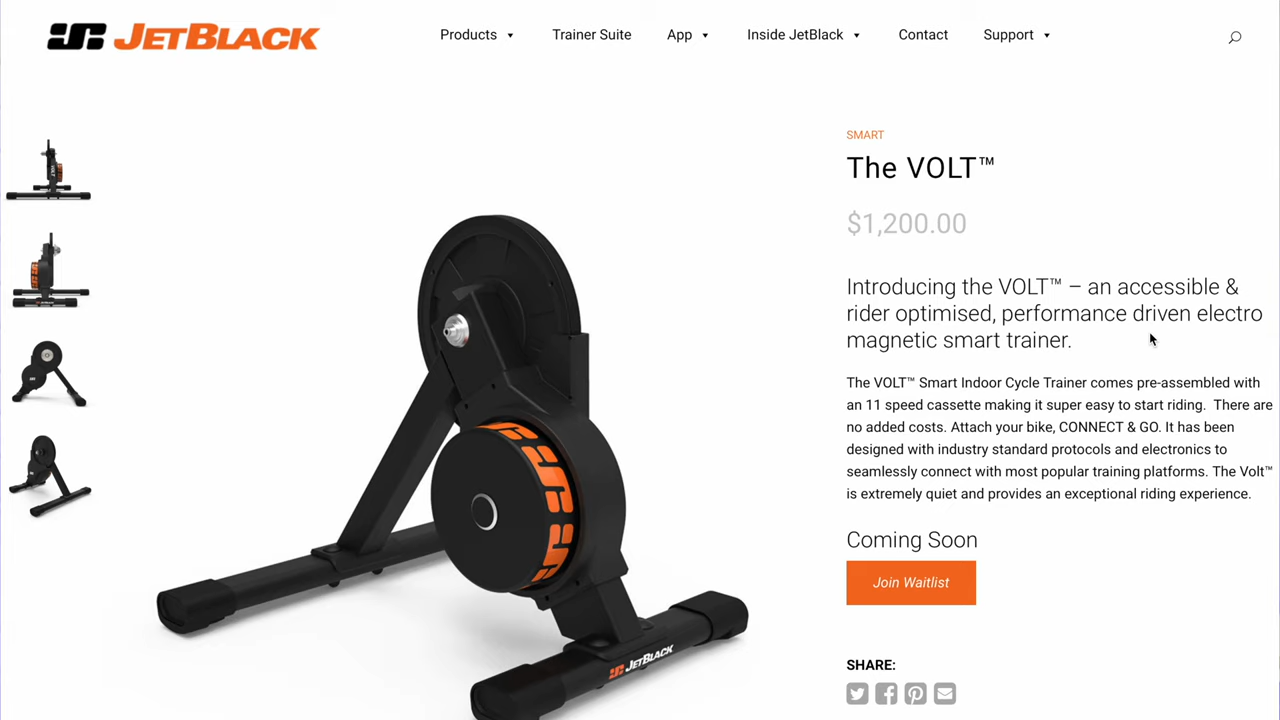 JETBLACK
Products
Trainer Suite
App
Inside JetBlack
Contact
Support
SMART
The VOLT™
$1,200.00
Introducing the VOLT™ – an accessible &
rider optimised, performance driven electro
magnetic smart trainer.
The VOLT™ Smart Indoor Cycle Trainer comes pre-assembled with
an 11 speed cassette making it super easy to start riding.  There are
no added costs. Attach your bike, CONNECT & GO. It has been
designed with industry standard protocols and electronics to
seamlessly connect with most popular training platforms. The Volt™
is extremely quiet and provides an exceptional riding experience.
Coming Soon
Join Waitlist
SHARE:
JETBLACK
VOLT